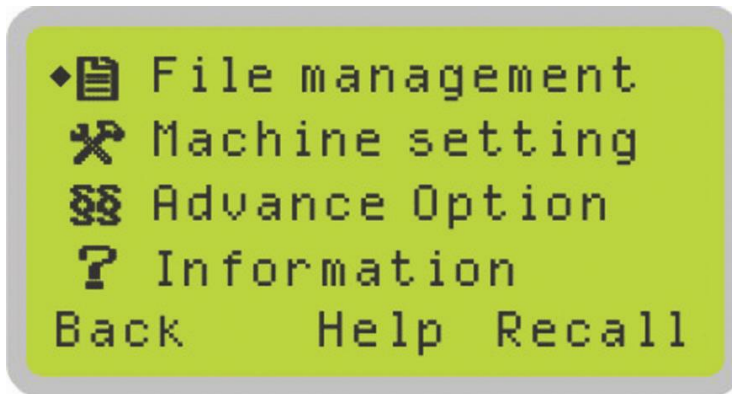 File management
Machine setting
§§ Advance Option
? Information
Back Help Recall